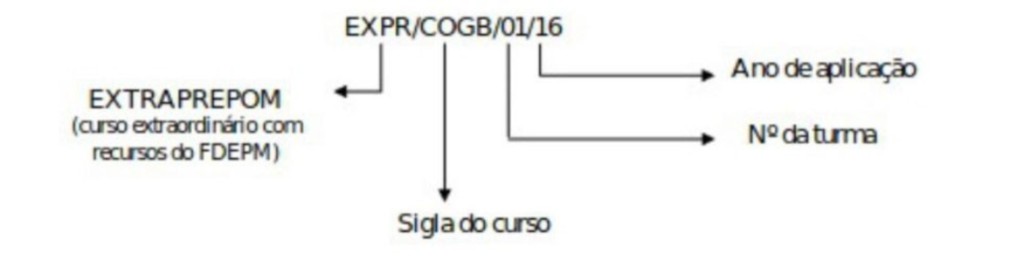 EXPR/COGB/01/16
Ano de aplicação
EXTRAPREPOM
(curso extraordinário com
recursos do FDEPM)
Nº da turma
Sigla do curso